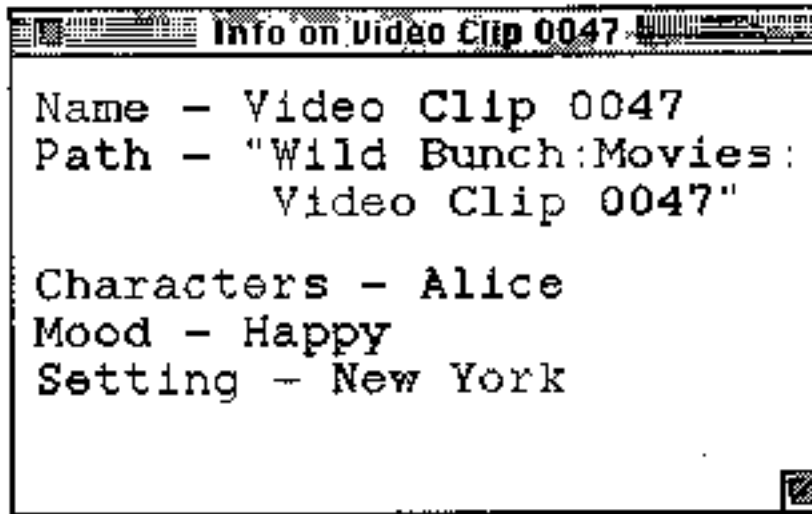 Info on Video Clip 0047
Name – Video Clip 0047
Path – "Wild Bunch:Movies:
Video Clip 0047"
Characters – Alice
Mood – Happy
Setting – New York